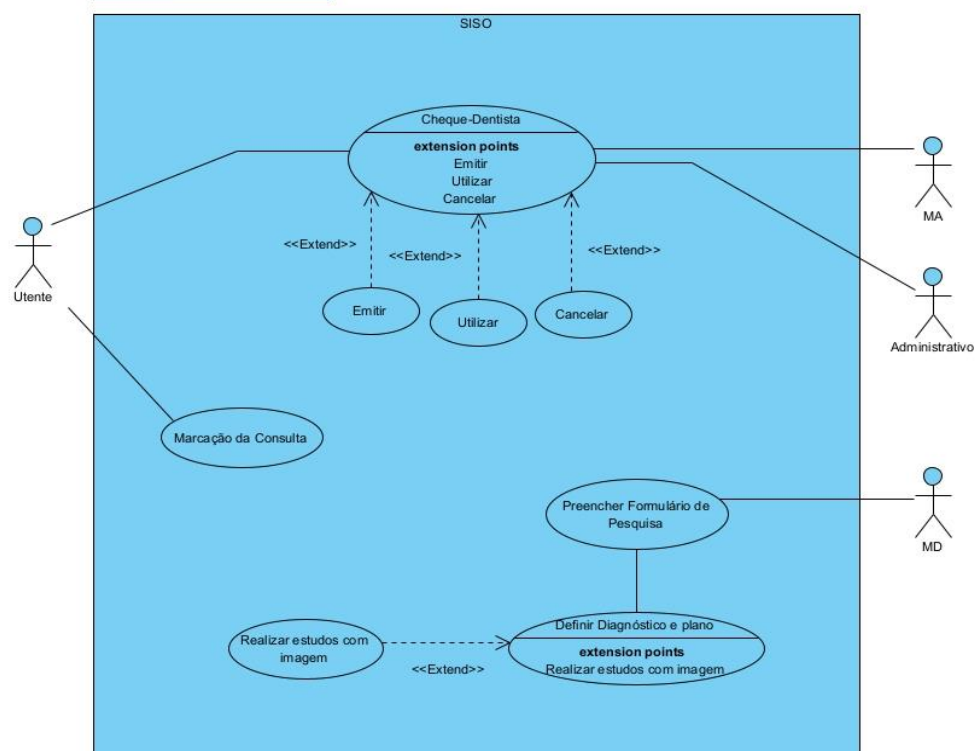 SISO
Cheque-Dentista
extension points
Emitir
Utilizar
Cancelar
MA
<<Extend>>
<<Extend>>
<<Extend>>
Utente
Emitir
Utilizar
Cancelar
Administrativo
Marcação da Consulta
Preencher Formulário de
Pesquisa
MD
Realizar estudos com
imagem
<<Extend>>
Definir Diagnóstico e plano
extension points
Realizar estudos com imagem